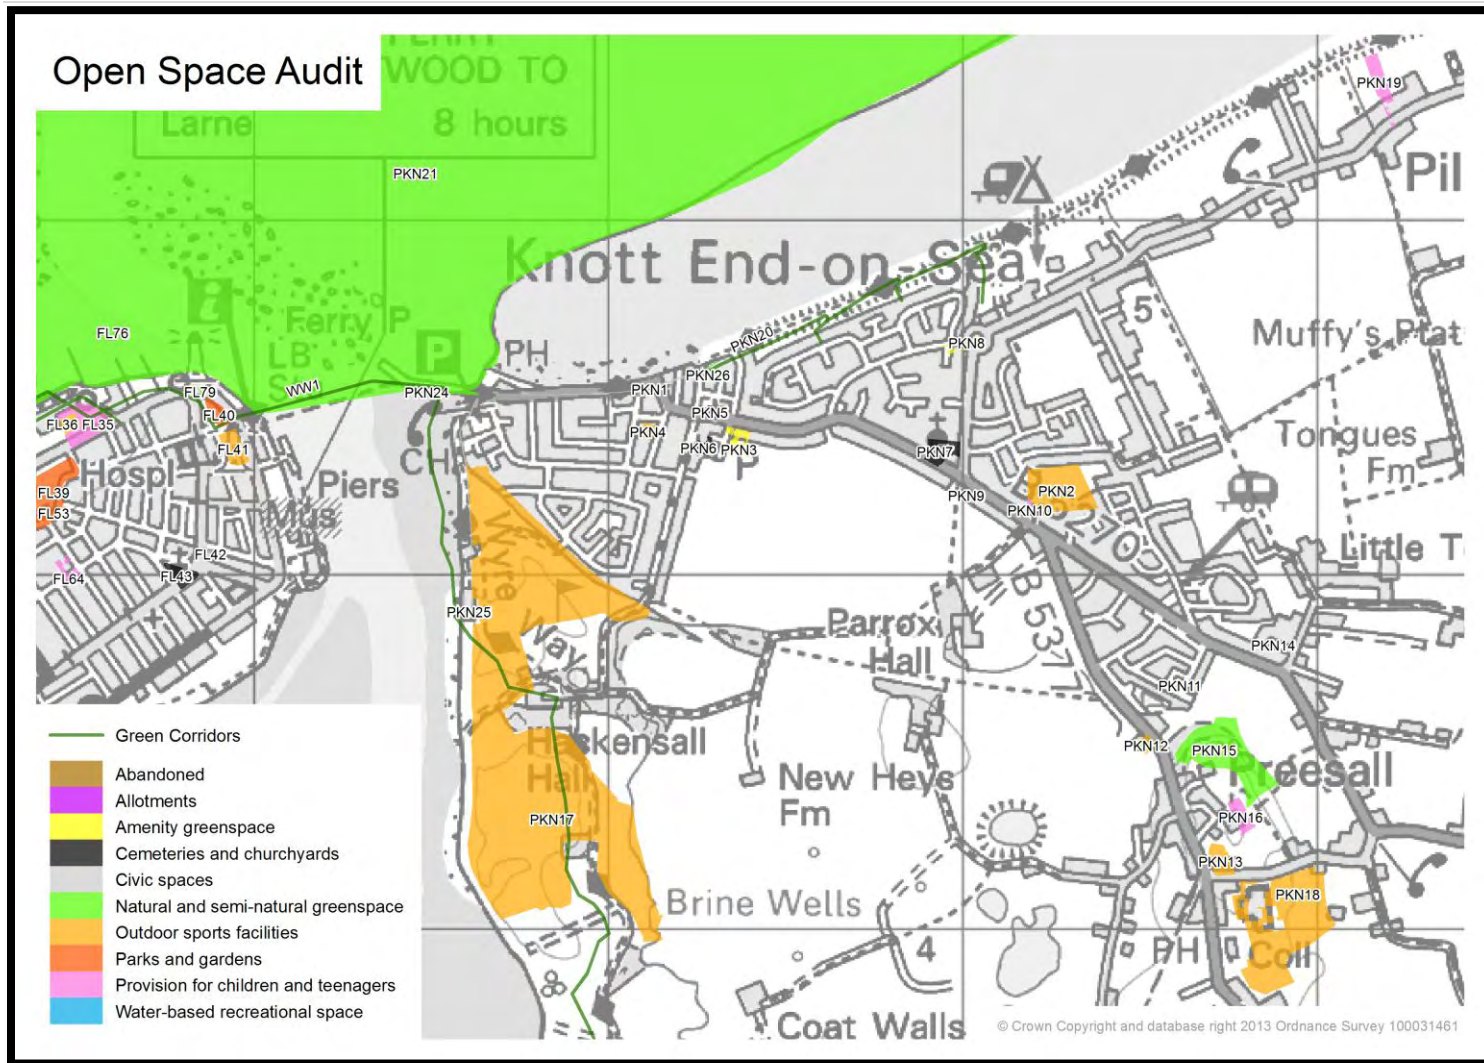 Open Space Audit
WOOD TO
Larne
8 hours
PKN19
Pil
PKN21
Knott End-on-Sea
5
Muffy's Plat
FL76
i
Ferry P
P
LB
PH
PKN20
PKN8
PKN26
PKN1
WW1
PKN24
FL79
FL40
FL36
FL35
FL41
PKN5
PKN4
PKN6
PKN3
PKN7
Tongues
Fm
Hospl
Piers
CH
FL39
FL53
Mus
PKN9
PKN2
PKN10
FL42
FL43
FL64
Little T
Wyre Way
PKN25
B 5377
Parrox
Hall
PKN14
PKN11
PKN12
PKN15
Preesall
Hackensall
Hall
New Heys
Fm
PKN17
PKN16
PKN13
PKN18
Brine Wells
4
PH
Coll
Coat Walls
Green Corridors
Abandoned
Allotments
Amenity greenspace
Cemeteries and churchyards
Civic spaces
Natural and semi-natural greenspace
Outdoor sports facilities
Parks and gardens
Provision for children and teenagers
Water-based recreational space
© Crown Copyright and database right 2013 Ordnance Survey 100031461